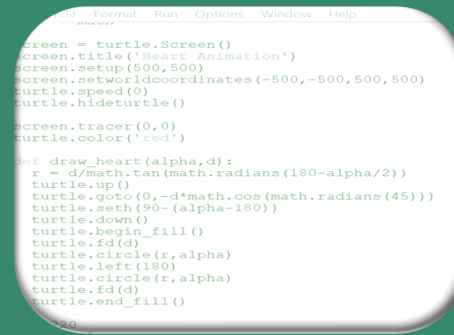 Edit Format Run Options Window Help
screen = turtle.Screen()
screen.title('Heart Animation')
screen.setup(500,500)
screen.setworldcoordinates(-500,-500,500,500)
turtle.speed(0)
turtle.hideturtle()
screen.tracer(0,0)
turtle.color('red')
def draw_heart(alpha,d):
r = d/math.tan(math.radians(180-alpha/2))
turtle.up()
turtle.goto(0,-d*math.cos(math.radians(45)))
turtle.seth(90-(alpha-180))
turtle.down()
turtle.begin_fill()
turtle.fd(d)
turtle.circle(r,alpha)
turtle.left(180)
turtle.circle(r,alpha)
turtle.fd(d)
turtle.end_fill()